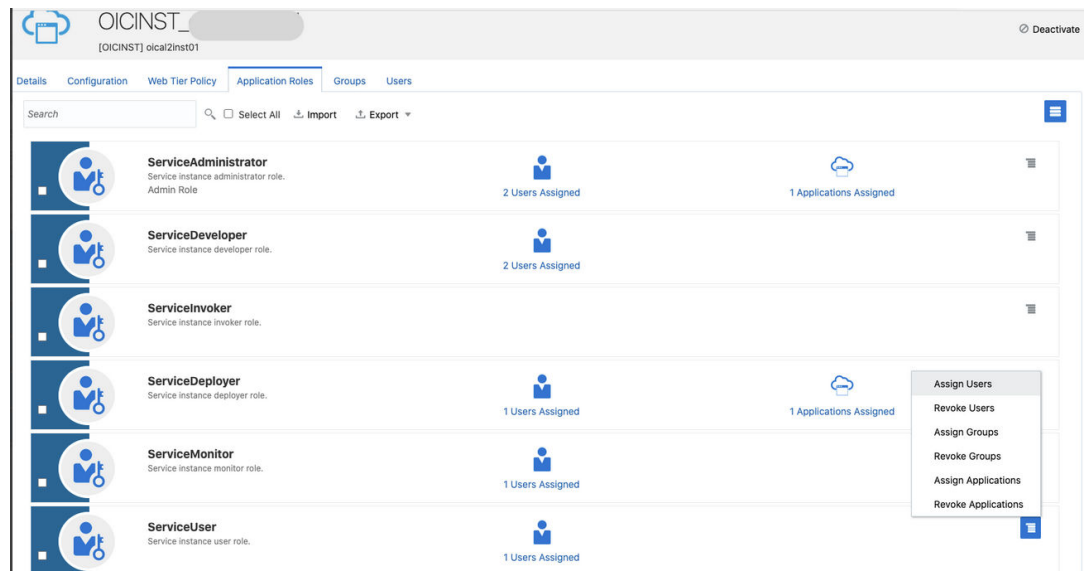 OICINST_
[OICINST] oical2inst01
Deactivate
Details Configuration Web Tier Policy Application Roles Groups Users
Search Select All Import Export
ServiceAdministrator
Service instance administrator role.
Admin Role
2 Users Assigned
1 Applications Assigned
ServiceDeveloper
Service instance developer role.
2 Users Assigned
ServiceInvoker
Service instance invoker role.
ServiceDeployer
Service instance deployer role.
1 Users Assigned
1 Applications Assigned
Assign Users
Revoke Users
Assign Groups
Revoke Groups
Assign Applications
Revoke Applications
ServiceMonitor
Service instance monitor role.
1 Users Assigned
ServiceUser
Service instance user role.
1 Users Assigned